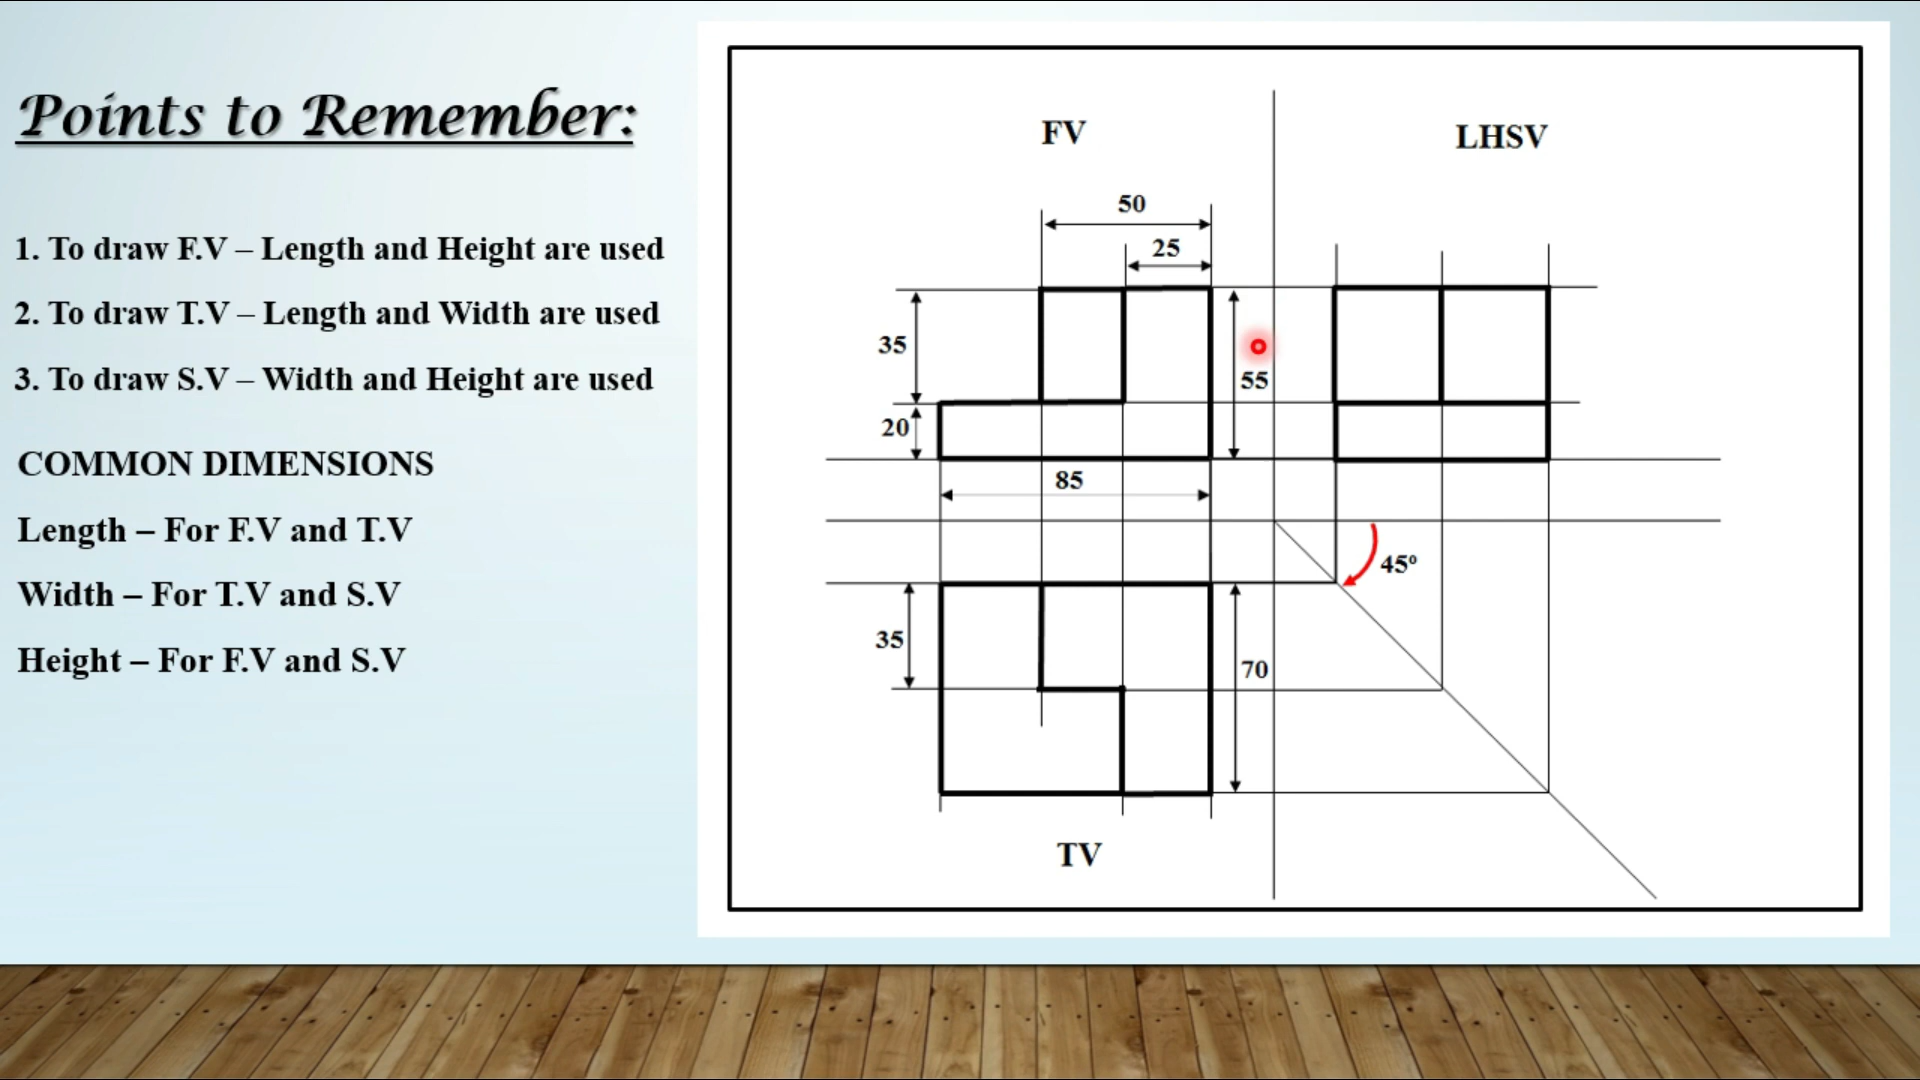 Points to Remember:
1. To draw F.V – Length and Height are used
2. To draw T.V – Length and Width are used
3. To draw S.V – Width and Height are used
COMMON DIMENSIONS
Length – For F.V and T.V
Width – For T.V and S.V
Height – For F.V and S.V
FV
LHSV
50
25
35
55
20
85
45º
35
70
TV